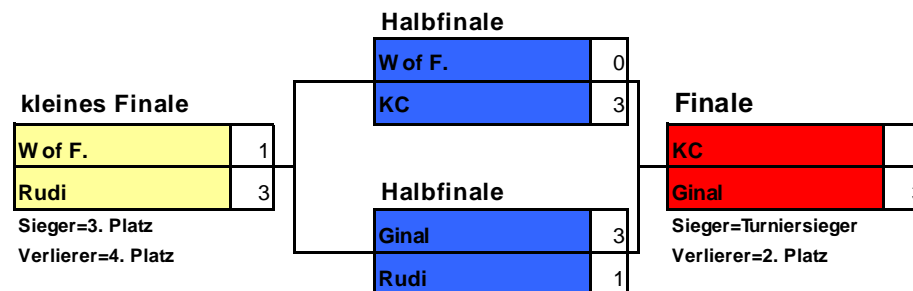 Halbfinale
W of F. 0
KC 3
kleines Finale
W of F. 1
Rudi 3
Sieger=3. Platz
Verlierer=4. Platz
Halbfinale
Ginal 3
Rudi 1
Finale
KC
Ginal
Sieger=Turniersieger
Verlierer=2. Platz